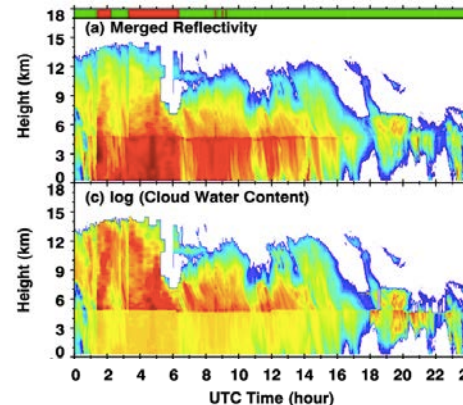 18
(a) Merged Reflectivity
15
12
9
6
3
0
Height (km)
18
(c) log (Cloud Water Content)
15
12
9
6
3
0
Height (km)
0 2 4 6 8 10 12 14 16 18 20 22
UTC Time (hour)